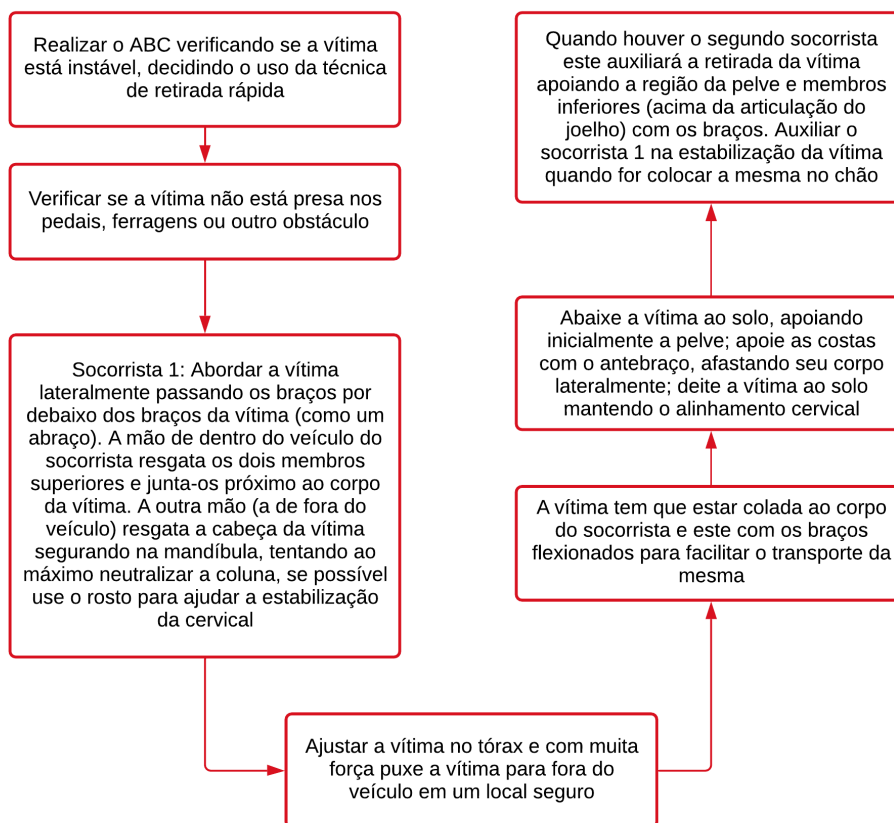 Realizar o ABC verificando se a vítima
está instável, decidindo o uso da técnica
de retirada rápida
Verificar se a vítima não está presa nos
pedais, ferragens ou outro obstáculo
Socorrista 1: Abordar a vítima
lateralmente passando os braços por
debaixo dos braços da vítima (como um
abraço). A mão de dentro do veículo do
socorrista resgata os dois membros
superiores e junta-os próximo ao corpo
da vítima. A outra mão (a de fora do
veículo) resgata a cabeça da vítima
segurando na mandíbula, tentando ao
máximo neutralizar a coluna, se possível
use o rosto para ajudar a estabilização
da cervical
Ajustar a vítima no tórax e com muita
força puxe a vítima para fora do
veículo em um local seguro
A vítima tem que estar colada ao corpo
do socorrista e este com os braços
flexionados para facilitar o transporte da
mesma
Abaixe a vítima ao solo, apoiando
inicialmente a pelve; apoie as costas
com o antebraço, afastando seu corpo
lateralmente; deite a vítima ao solo
mantendo o alinhamento cervical
Quando houver o segundo socorrista
este auxiliará a retirada da vítima
apoiando a região da pelve e membros
inferiores (acima da articulação do
joelho) com os braços. Auxiliar o
socorrista 1 na estabilização da vítima
quando for colocar a mesma no chão